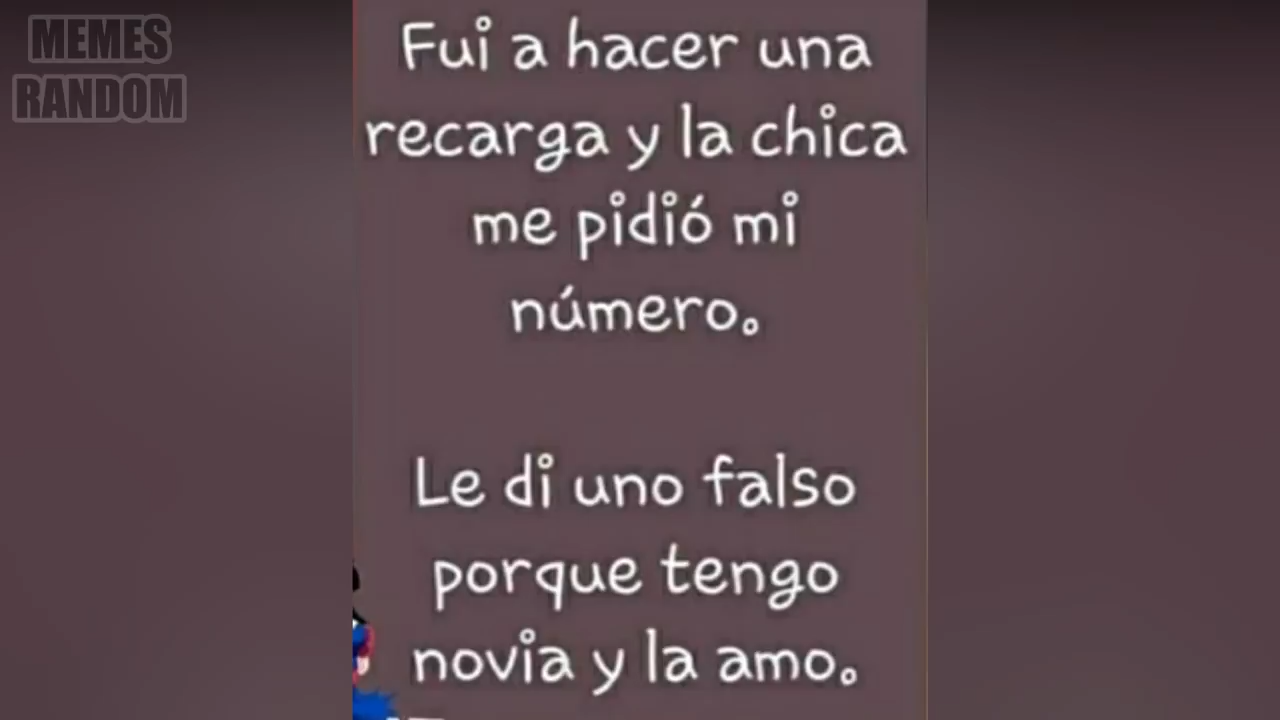 MEMES
RANDOM
Fui a hacer una
recarga y la chica
me pidió mi
número.
Le di uno falso
porque tengo
novia y la amo.